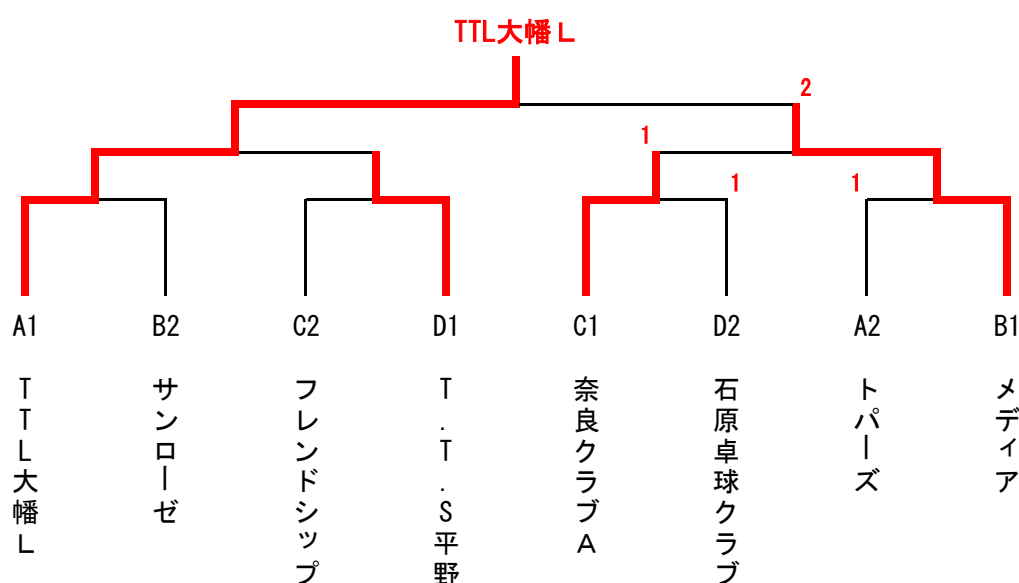 TTL大幡L
2
1
1
1
A1
B2
C2
D1
C1
D2
A2
B1
TTL大幡L
サンローゼ
フレンドシップ
T.T.S平野
奈良クラブA
石原卓球クラブ
トパーズ
メディア